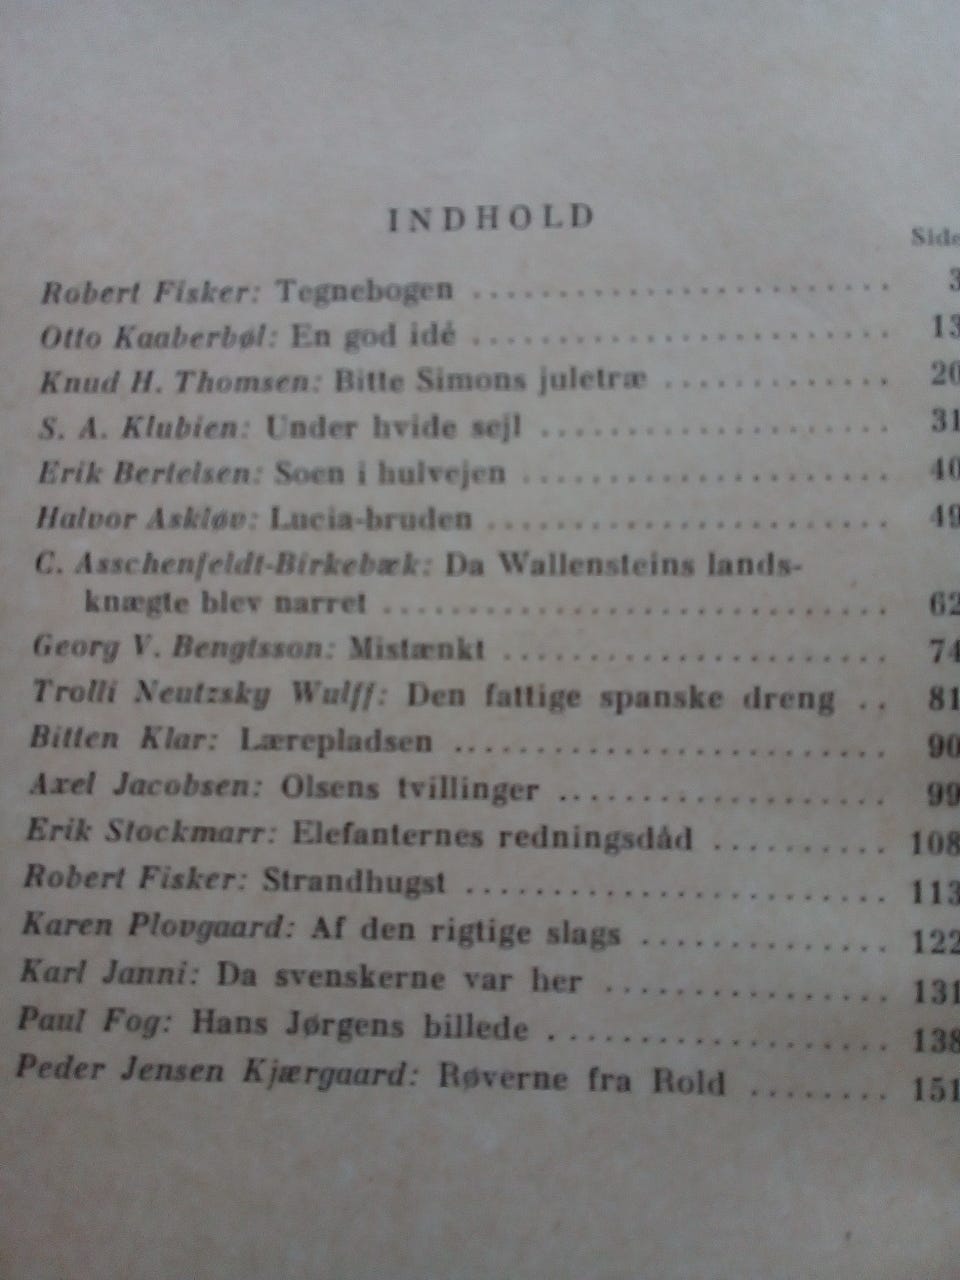 INDHOLD
Side
Robert Fisker: Tegnebogen ........................ 3
Otto Kaaberbøl: En god idé ........................ 13
Knud H. Thomsen: Bitte Simons juletræ ............. 20
S. A. Klubien: Under hvide sejl .................... 31
Erik Bertelsen: Soen i hulvejen ..................... 40
Halvor Askløv: Lucia-bruden ....................... 49
C. Asschenfeldt-Birkebæk: Da Wallensteins lands-
knægte blev narret ............................. 62
Georg V. Bengtsson: Mistænkt ...................... 74
Trolli Neutzsky Wulff: Den fattige spanske dreng .. 81
Bitten Klar: Lærepladsen ......................... 90
Axel Jacobsen: Olsens tvillinger ................... 99
Erik Stockmarr: Elefanternes redningsdåd .......... 108
Robert Fisker: Strandhugst ........................ 113
Karen Plovgaard: Af den rigtige slags .............. 122
Karl Janni: Da svenskerne var her ................ 131
Paul Fog: Hans Jørgens billede .................... 138
Peder Jensen Kjærgaard: Røverne fra Rold ........ 151